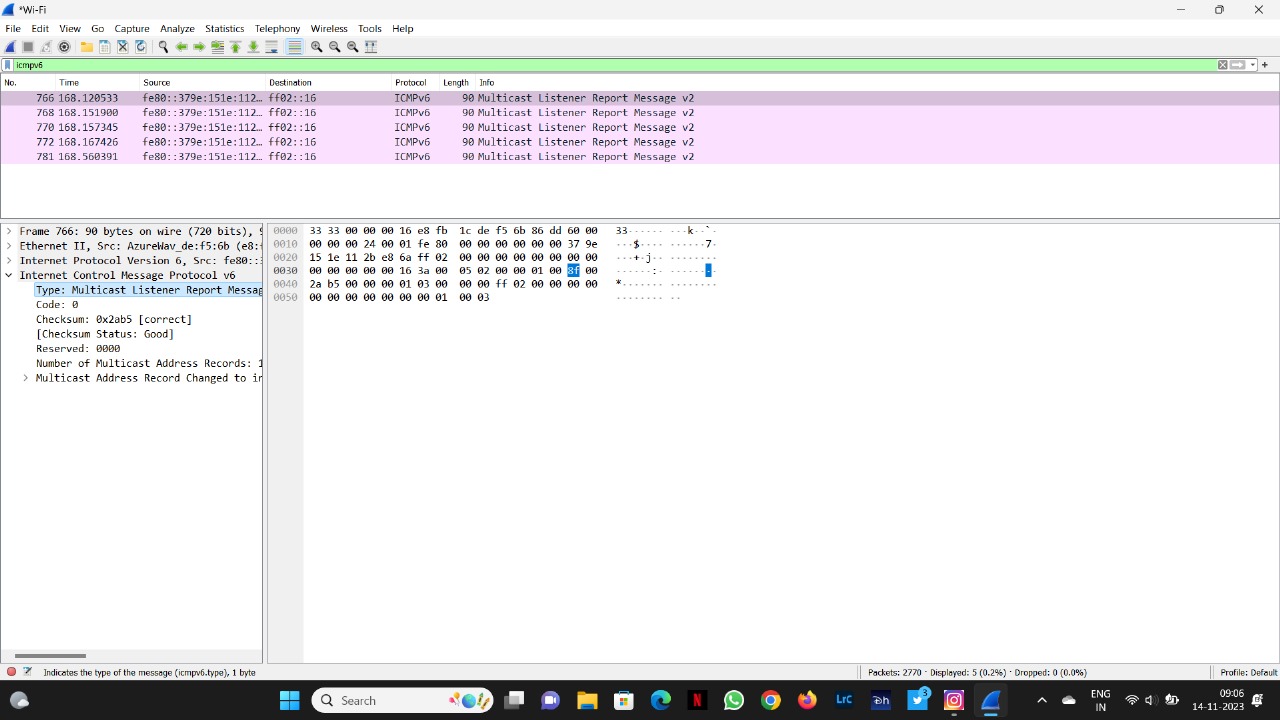 *Wi-Fi
File Edit View Go Capture Analyze Statistics Telephony Wireless Tools Help
icmpv6
No. Time Source Destination Protocol Length Info
766 168.120533 fe80::379e:151e:112… ff02::16 ICMPv6 90 Multicast Listener Report Message v2
768 168.151900 fe80::379e:151e:112… ff02::16 ICMPv6 90 Multicast Listener Report Message v2
770 168.157345 fe80::379e:151e:112… ff02::16 ICMPv6 90 Multicast Listener Report Message v2
772 168.167426 fe80::379e:151e:112… ff02::16 ICMPv6 90 Multicast Listener Report Message v2
781 168.560391 fe80::379e:151e:112… ff02::16 ICMPv6 90 Multicast Listener Report Message v2
Frame 766: 90 bytes on wire (720 bits), 9
Ethernet II, Src: AzureWav_de:f5:6b (e8:f
Internet Protocol Version 6, Src: fe80::3
Internet Control Message Protocol v6
Type: Multicast Listener Report Messag
Code: 0
Checksum: 0x2ab5 [correct]
[Checksum Status: Good]
Reserved: 0000
Number of Multicast Address Records: 1
Multicast Address Record Changed to in
0000 33 33 00 00 00 16 e8 fb 1c de f5 6b 86 dd 60 00 33······ ···k··`·
0010 00 00 00 24 00 01 fe 80 00 00 00 00 00 00 37 9e ···$···· ······7·
0020 15 1e 11 2b e8 6a ff 02 00 00 00 00 00 00 00 00 ···+·j·· ········
0030 00 00 00 00 00 16 3a 00 05 02 00 00 01 00 8f 00 ······:· ········
0040 2a b5 00 00 00 01 03 00 00 00 ff 02 00 00 00 00 *······· ········
0050 00 00 00 00 00 00 00 01 00 03 ········ ··
Indicates the type of the message (icmpv6.type), 1 byte
Packets: 2770 · Displayed: 5 (0.2%) · Dropped: 0 (0.0%)
Profile: Default
Search
N
LrC
3
ENG
IN
09:06
14-11-2023